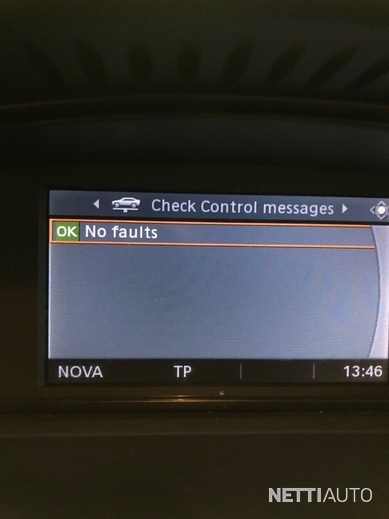 Check Control messages
OK No faults
NOVA TP 13:46
NETTIAUTO